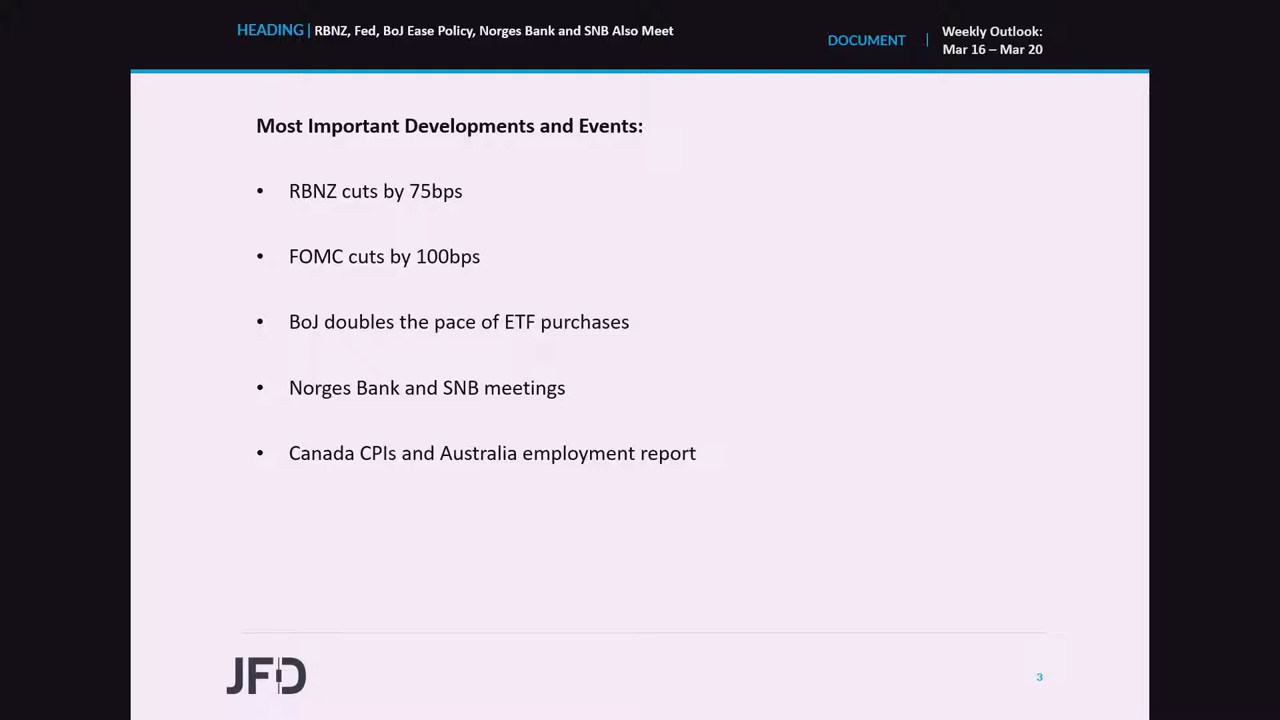 HEADING | RBNZ, Fed, BoJ Ease Policy, Norges Bank and SNB Also Meet
DOCUMENT | Weekly Outlook:
Mar 16 – Mar 20
Most Important Developments and Events:
• RBNZ cuts by 75bps
• FOMC cuts by 100bps
• BoJ doubles the pace of ETF purchases
• Norges Bank and SNB meetings
• Canada CPIs and Australia employment report
JFD
3